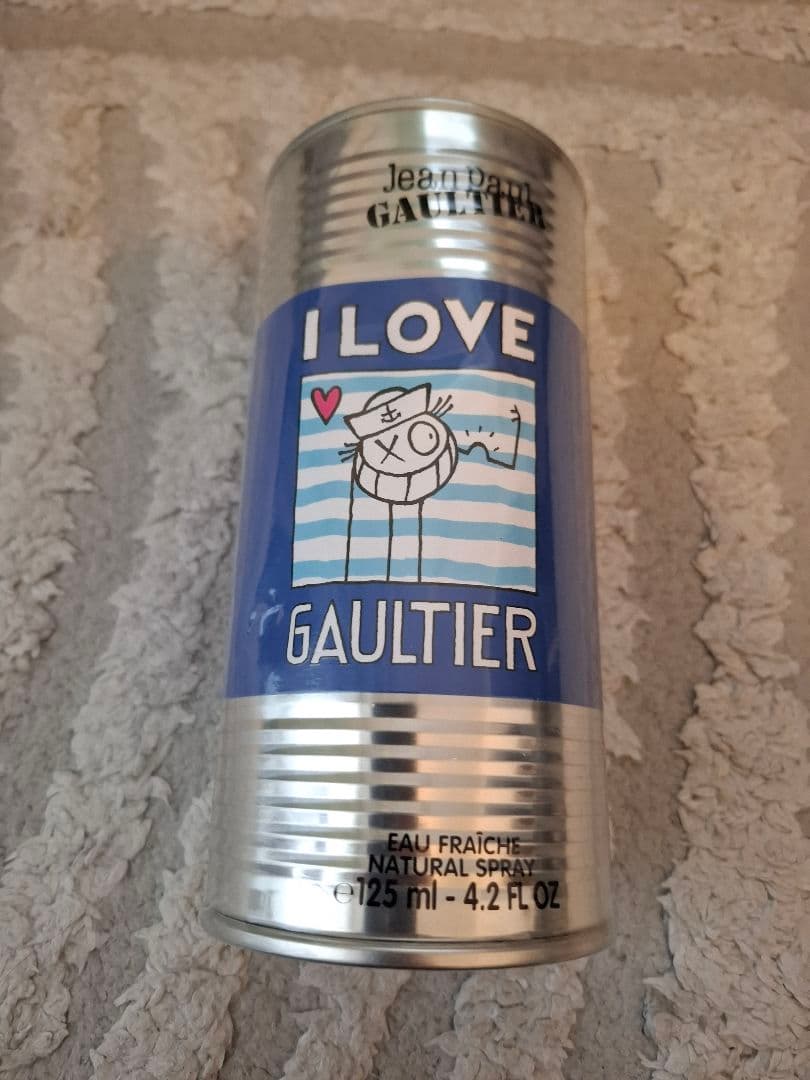 Jean Paul
GAULTIER
I LOVE
GAULTIER
EAU FRAÎCHE
NATURAL SPRAY
℮125 ml - 4.2 FL OZ